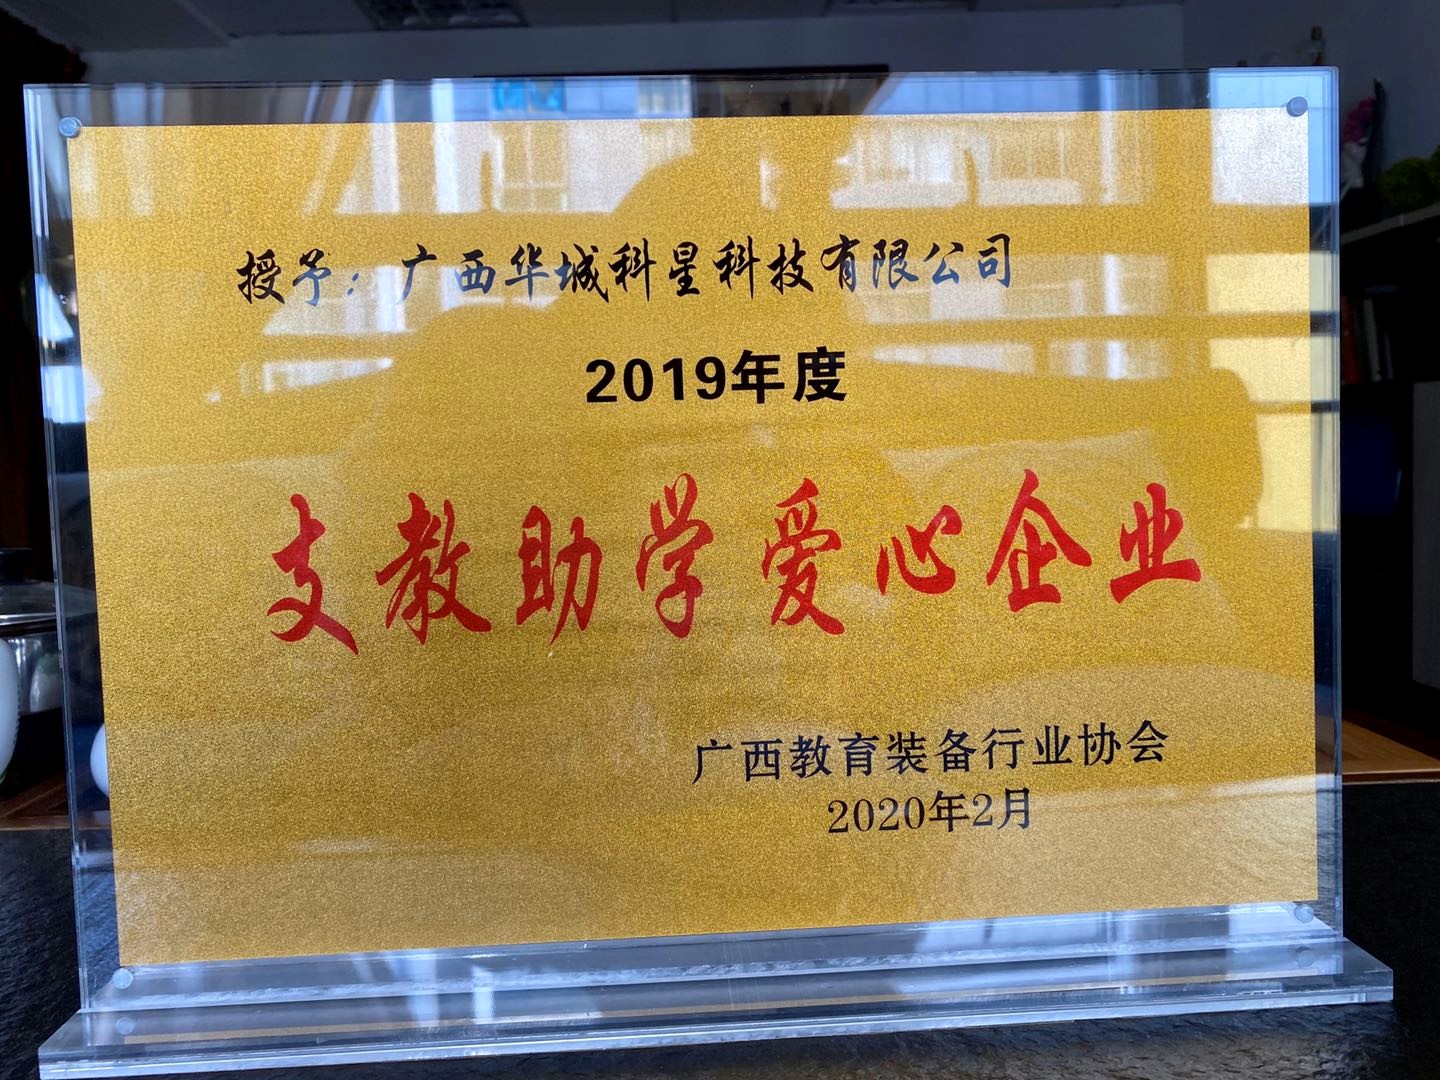 授予：广西华城科星科技有限公司
2019年度
支教助学爱心企业
广西教育装备行业协会
2020年2月